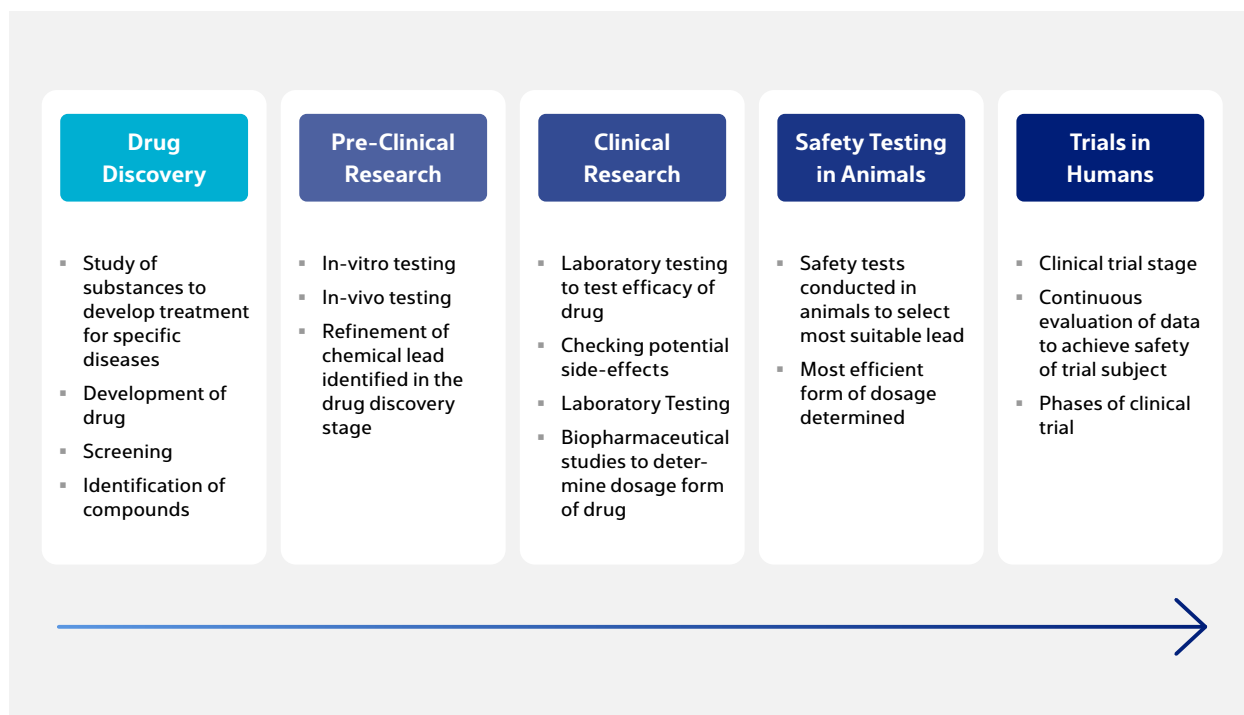 Drug
Discovery
Study of
substances to
develop treatment
for specific
diseases
Development of
drug
Screening
Identification of
compounds
Pre-Clinical
Research
In-vitro testing
In-vivo testing
Refinement of
chemical lead
identified in the
drug discovery
stage
Clinical
Research
Laboratory testing
to test efficacy of
drug
Checking potential
side-effects
Laboratory Testing
Biopharmaceutical
studies to deter-
mine dosage form
of drug
Safety Testing
in Animals
Safety tests
conducted in
animals to select
most suitable lead
Most efficient
form of dosage
determined
Trials in
Humans
Clinical trial stage
Continuous
evaluation of data
to achieve safety
of trial subject
Phases of clinical
trial